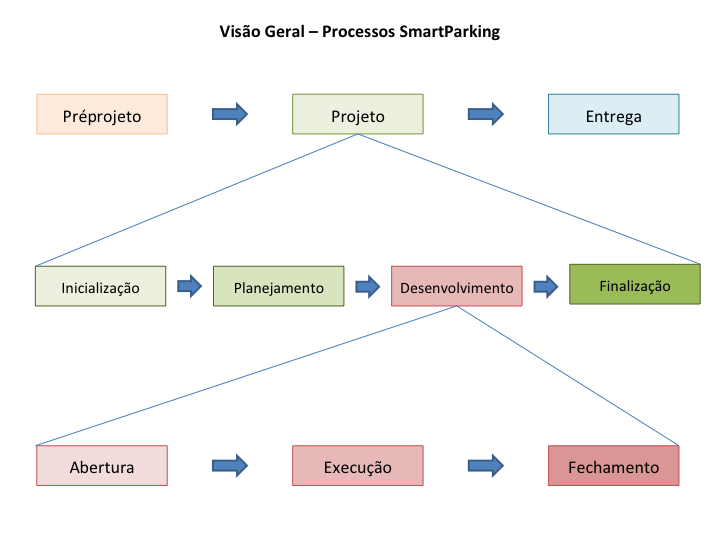 Visão Geral – Processos SmartParking
Préprojeto
Projeto
Entrega
Inicialização
Planejamento
Desenvolvimento
Finalização
Abertura
Execução
Fechamento